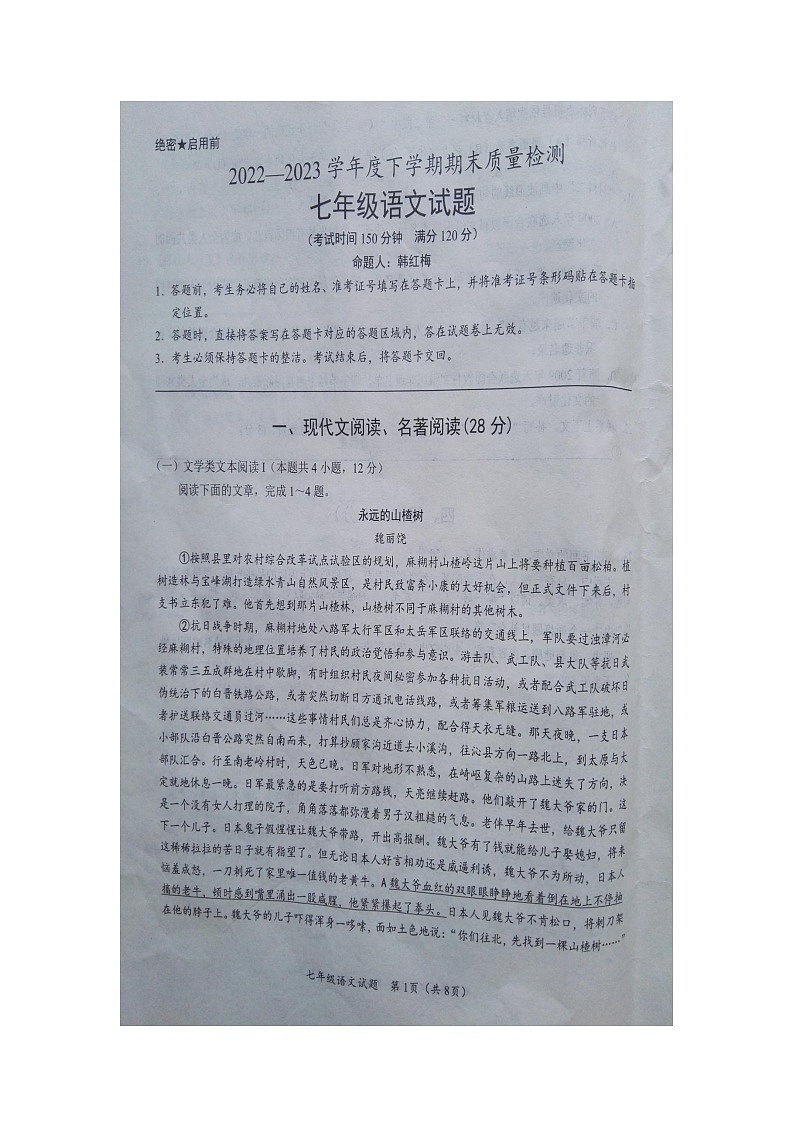 绝密★启用前
2022—2023 学年度下学期期末质量检测
七年级语文试题
(考试时间 150 分钟　满分 120 分)
命题人：韩红梅
1. 答题前，考生务必将自己的姓名、准考证号填写在答题卡上，并将准考证号条形码贴在答题卡指
定位置。
2. 答题时，直接将答案写在答题卡对应的答题区域内，答在试题卷上无效。
3. 考生必须保持答题卡的整洁。考试结束后，将答题卡交回。
一、现代文阅读、名著阅读(28 分)
(一) 文学类文本阅读 I (本题共 4 小题，12 分)
阅读下面的文章，完成 1～4 题。
永远的山楂树
魏丽饶
①按照县里对农村综合改革试点试验区的规划，麻糊村山楂岭这片山上将要种植百亩松柏。植
树造林与宝峰湖打造绿水青山自然风景区，是村民致富奔小康的大好机会，但正式文件下来后，村
支书立东犯了难。他首先想到那片山楂林，山楂树不同于麻糊村的其他树木。
②抗日战争时期，麻糊村地处八路军太行军区和太岳军区联络的交通线上，军队要过浊漳河必
经麻糊村，特殊的地理位置培养了村民的政治觉悟和参与意识。游击队、武工队、县大队等抗日武
装常常三五成群地在村中歇脚，有时组织村民夜间秘密参加各种抗日活动，或者配合武工队破坏日
伪统治下的白晋铁路公路，或者突然切断日方通讯电话线路，或者筹集军粮运送到八路军驻地，或
者护送联络交通员过河……这些事情村民们总是齐心协力，配合得天衣无缝。那天夜晚，一支日本
小部队沿白晋公路突然自南而来，打算抄顾家沟近道去小溪沟，往沁县方向一路北上，到太原与大
部队汇合。行至南老岭村时，天色已晚。日军对地形不熟悉，在崎岖复杂的山路上迷失了方向，决
定就地休息一晚。日军最紧急的是要打听前方路线，天亮继续赶路。他们敲开了魏大爷家的门。这
是一个没有女人打理的院子，角角落落都弥漫着男子汉粗糙的气息。老伴早年去世，给魏大爷只留
下一个儿子。日本鬼子假惺惺让魏大爷带路，开出高报酬。魏大爷有了钱就能给儿子娶媳妇，将来
这稀稀拉拉的苦日子就有指望了。但无论日本人好言相劝还是威逼利诱，魏大爷不为所动，日本人
恼羞成怒，一刀刺死了家里唯一值钱的老黄牛。A 魏大爷血红的双眼眼睁睁地看着倒在地上不停抽
搐的老牛，顿时感到嘴里涌出一股咸腥，他紧紧攥起了拳头。日本人见魏大爷不肯松口，将刺刀架
在他的脖子上。魏大爷的儿子吓得浑身一哆嗦，面如土色地说：“你们往北，先找到一棵山楂树……”
七年级语文试题　第 1页（共 8页）